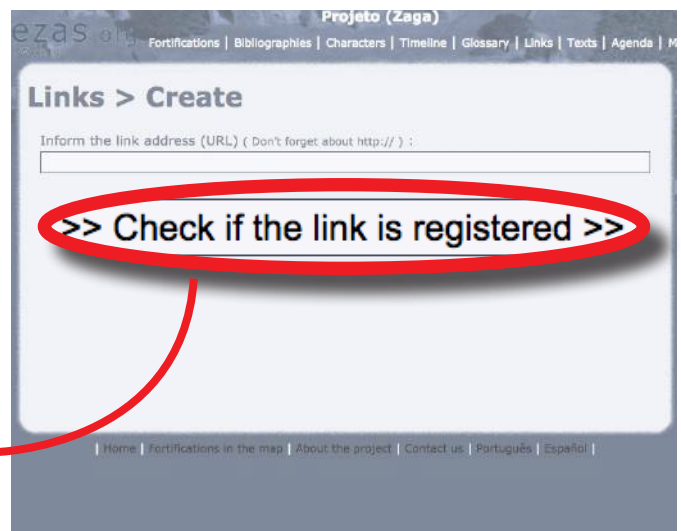 Projeto (Zaga)
ezas.org
Fortifications | Bibliographies | Characters | Timeline | Glossary | Links | Texts | Agenda | M
Links > Create
Inform the link address (URL) ( Don't forget about http:// ) :
>> Check if the link is registered >>
| Home | Fortifications in the map | About the project | Contact us | Português | Español |